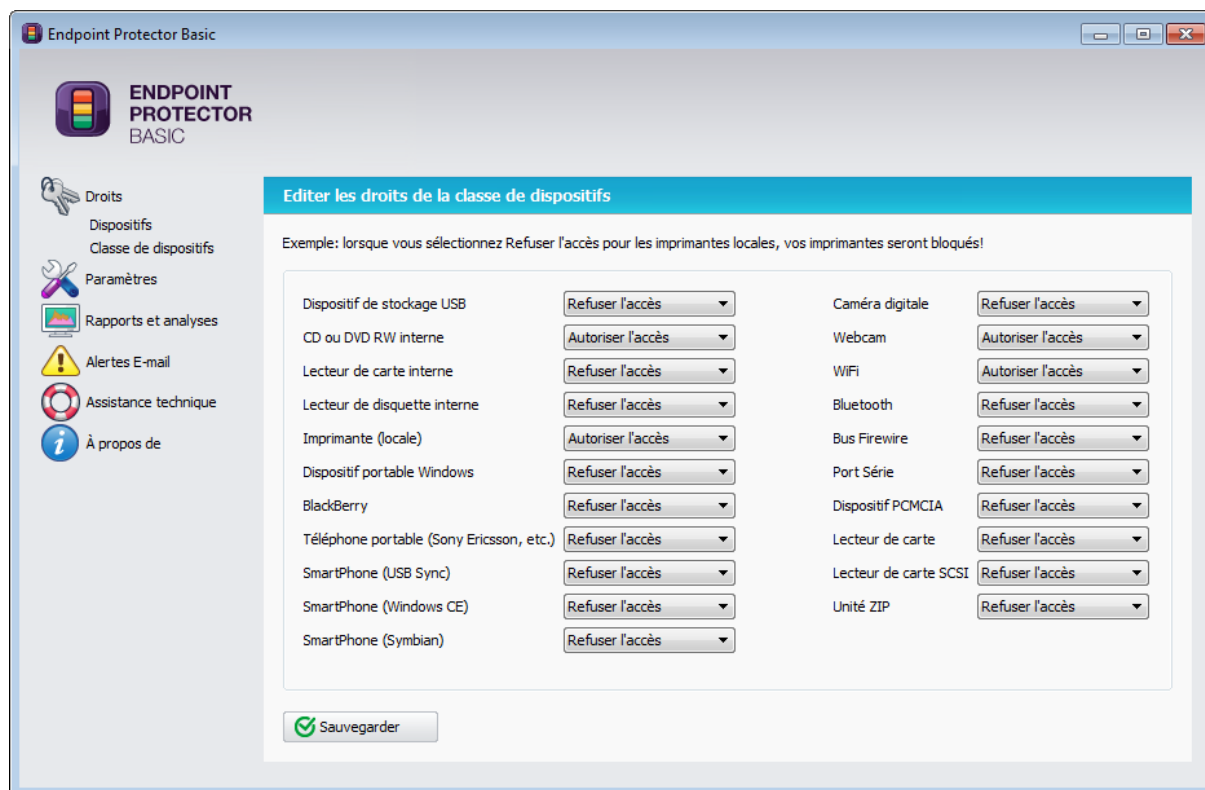 Endpoint Protector Basic
ENDPOINT
PROTECTOR
BASIC
Droits
Dispositifs
Classe de dispositifs
Paramètres
Rapports et analyses
Alertes E-mail
Assistance technique
À propos de
Editer les droits de la classe de dispositifs
Exemple: lorsque vous sélectionnez Refuser l'accès pour les imprimantes locales, vos imprimantes seront bloqués!
Dispositif de stockage USB Refuser l'accès
CD ou DVD RW interne Autoriser l'accès
Lecteur de carte interne Refuser l'accès
Lecteur de disquette interne Refuser l'accès
Imprimante (locale) Autoriser l'accès
Dispositif portable Windows Refuser l'accès
BlackBerry Refuser l'accès
Téléphone portable (Sony Ericsson, etc.) Refuser l'accès
SmartPhone (USB Sync) Refuser l'accès
SmartPhone (Windows CE) Refuser l'accès
SmartPhone (Symbian) Refuser l'accès
Caméra digitale Refuser l'accès
Webcam Autoriser l'accès
WiFi Autoriser l'accès
Bluetooth Refuser l'accès
Bus Firewire Refuser l'accès
Port Série Refuser l'accès
Dispositif PCMCIA Refuser l'accès
Lecteur de carte Refuser l'accès
Lecteur de carte SCSI Refuser l'accès
Unité ZIP Refuser l'accès
Sauvegarder